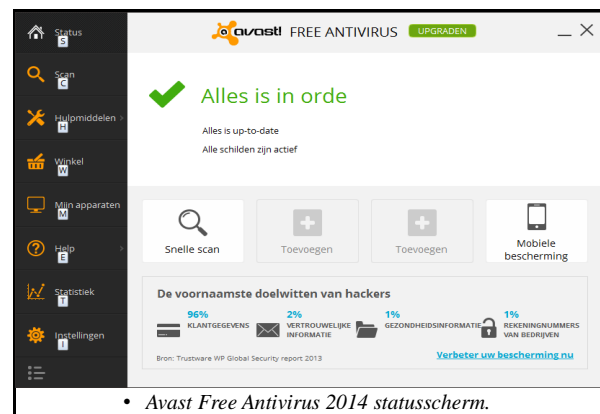 Status
S
Scan
C
Hulpmiddelen
H
Winkel
W
Mijn apparaten
M
Help
E
Statistiek
T
Instellingen
I
avast! FREE ANTIVIRUS UPGRADEN
Alles is in orde
Alles is up-to-date
Alle schilden zijn actief
Snelle scan
Toevoegen
Toevoegen
Mobiele
bescherming
De voornaamste doelwitten van hackers
96%
KLANTGEGEVENS
2%
VERTROUWELIJKE
INFORMATIE
1%
GEZONDHEIDSINFORMATIE
1%
REKENINGNUMMERS
VAN BEDRIJVEN
Bron: Trustware WP Global Security report 2013
Verbeter uw bescherming nu
• Avast Free Antivirus 2014 statusscherm.